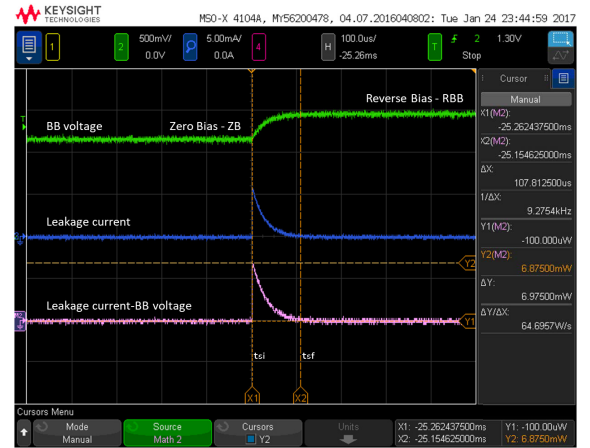 KEYSIGHT
TECHNOLOGIES
MSO-X 4104A, MY56200478, 04.07.2016040802: Tue Jan 24 23:44:59 2017
1
2 500mV/ 5.00mA/ 4 H 100.0us/ T 2 1.30V
0.0V 0.0A -25.26ms Stop
Cursor
Manual
X1(M2):
-25.262437500ms
X2(M2):
-25.154625000ms
ΔX:
107.812500us
1/ΔX:
9.2754kHz
Y1(M2):
-100.000uW
Y2(M2):
6.87500mW
ΔY:
6.97500mW
ΔY/ΔX:
64.6957W/s
Reverse Bias - RBB
BB voltage Zero Bias - ZB
Leakage current
Y2
Leakage current-BB voltage
Y1
tsi tsf
X1 X2
Cursors Menu
Mode Source Cursors Units
Manual Math 2 Y2
X1: -25.262437500ms Y1: -100.00uW
X2: -25.154625000ms Y2: 6.8750mW